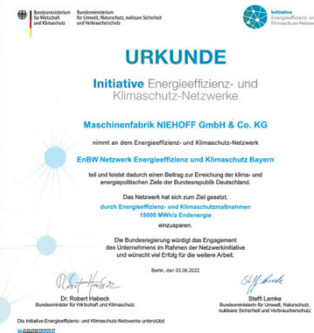 Bundesministerium
für Wirtschaft
und Klimaschutz
Bundesministerium
für Umwelt, Naturschutz, nukleare Sicherheit
und Verbraucherschutz
Initiative
Energieeffizienz- und
Klimaschutz-Netzwerke
URKUNDE
Initiative Energieeffizienz- und
Klimaschutz-Netzwerke
Maschinenfabrik NIEHOFF GmbH & Co. KG
nimmt an dem Energieeffizienz- und Klimaschutz-Netzwerk
EnBW Netzwerk Energieeffizienz und Klimaschutz Bayern
teil und leistet dadurch einen Beitrag zur Erreichung der klima- und
energiepolitischen Ziele der Bundesrepublik Deutschland.
Das Netzwerk hat sich zum Ziel gesetzt,
durch Energieeffizienz- und Klimaschutzmaßnahmen
15000 MWh/a Endenergie
einzusparen.
Die Bundesregierung würdigt das Engagement
des Unternehmens im Rahmen der Netzwerkinitiative
und wünscht viel Erfolg für die weitere Arbeit.
Berlin, den 03.08.2022
Dr. Robert Habeck
Bundesminister für Wirtschaft und Klimaschutz
Steffi Lemke
Bundesministerin für Umwelt, Naturschutz,
nukleare Sicherheit und Verbraucherschutz
Die Initiative Energieeffizienz- und Klimaschutz-Netzwerke unterstützt